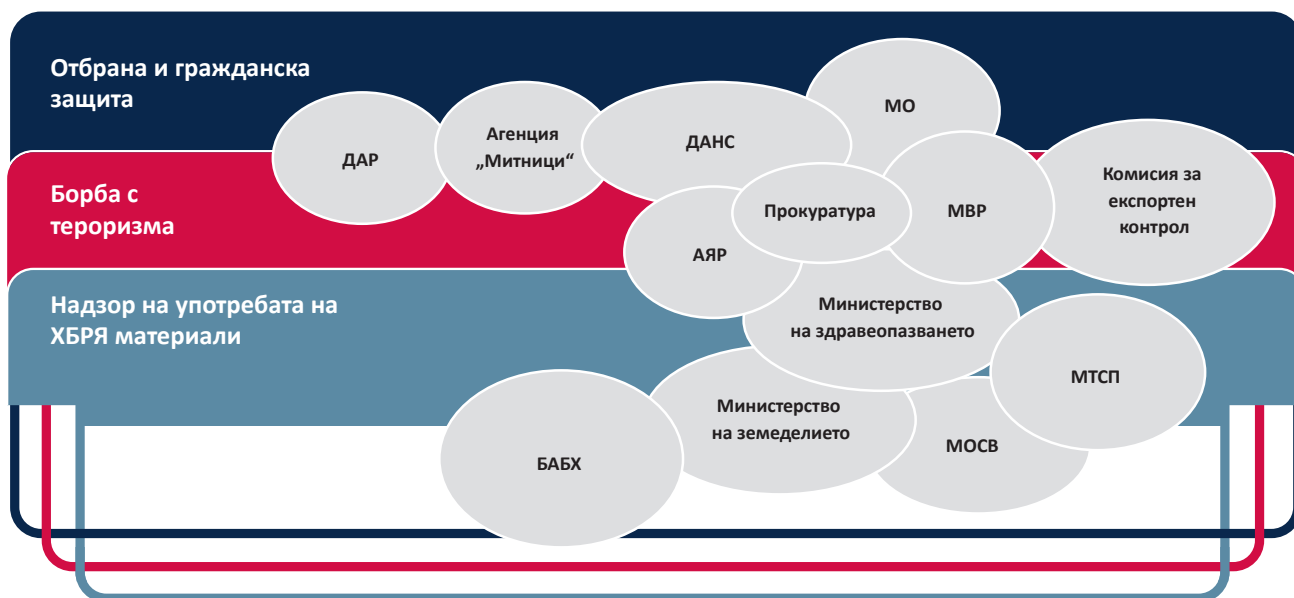 Отбрана и гражданска
защита
МО
Агенция
„Митници“
ДАНС
ДАР
Борба с
тероризма
Прокуратура
МВР
Комисия за
експортен
контрол
АЯР
Надзор на употребата на
ХБРЯ материали
Министерство
на здравеопазването
МТСП
Министерство
на земеделието
МОСВ
БАБХ